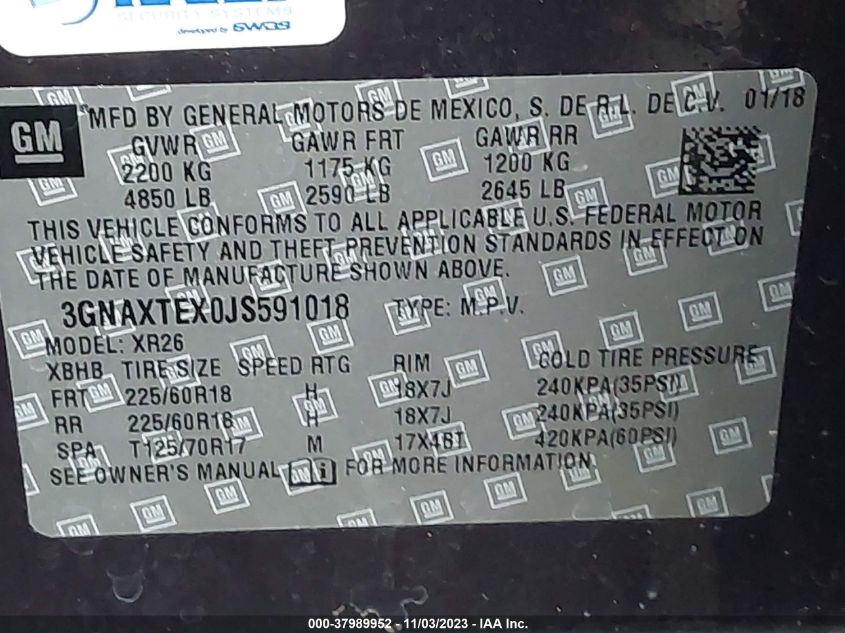 SECURITY SYSTEMS
developed by SWDS
GM
MFD BY GENERAL MOTORS DE MEXICO, S. DE R.L. DE C.V. 01/18
GVWR GAWR FRT GAWR RR
2200 KG 1175 KG 1200 KG
4850 LB 2590 LB 2645 LB
THIS VEHICLE CONFORMS TO ALL APPLICABLE U.S. FEDERAL MOTOR
VEHICLE SAFETY AND THEFT PREVENTION STANDARDS IN EFFECT ON
THE DATE OF MANUFACTURE SHOWN ABOVE.
3GNAXTEX0JS591018 TYPE: M.P.V.
MODEL: XR26
XBHB TIRE SIZE SPEED RTG RIM COLD TIRE PRESSURE
FRT 225/60R18 H 18X7J 240KPA(35PSI)
RR 225/60R18 H 18X7J 240KPA(35PSI)
SPA T125/70R17 M 17X4BT 420KPA(60PSI)
SEE OWNER'S MANUAL FOR MORE INFORMATION.
000-37989952 - 11/03/2023 - IAA Inc.